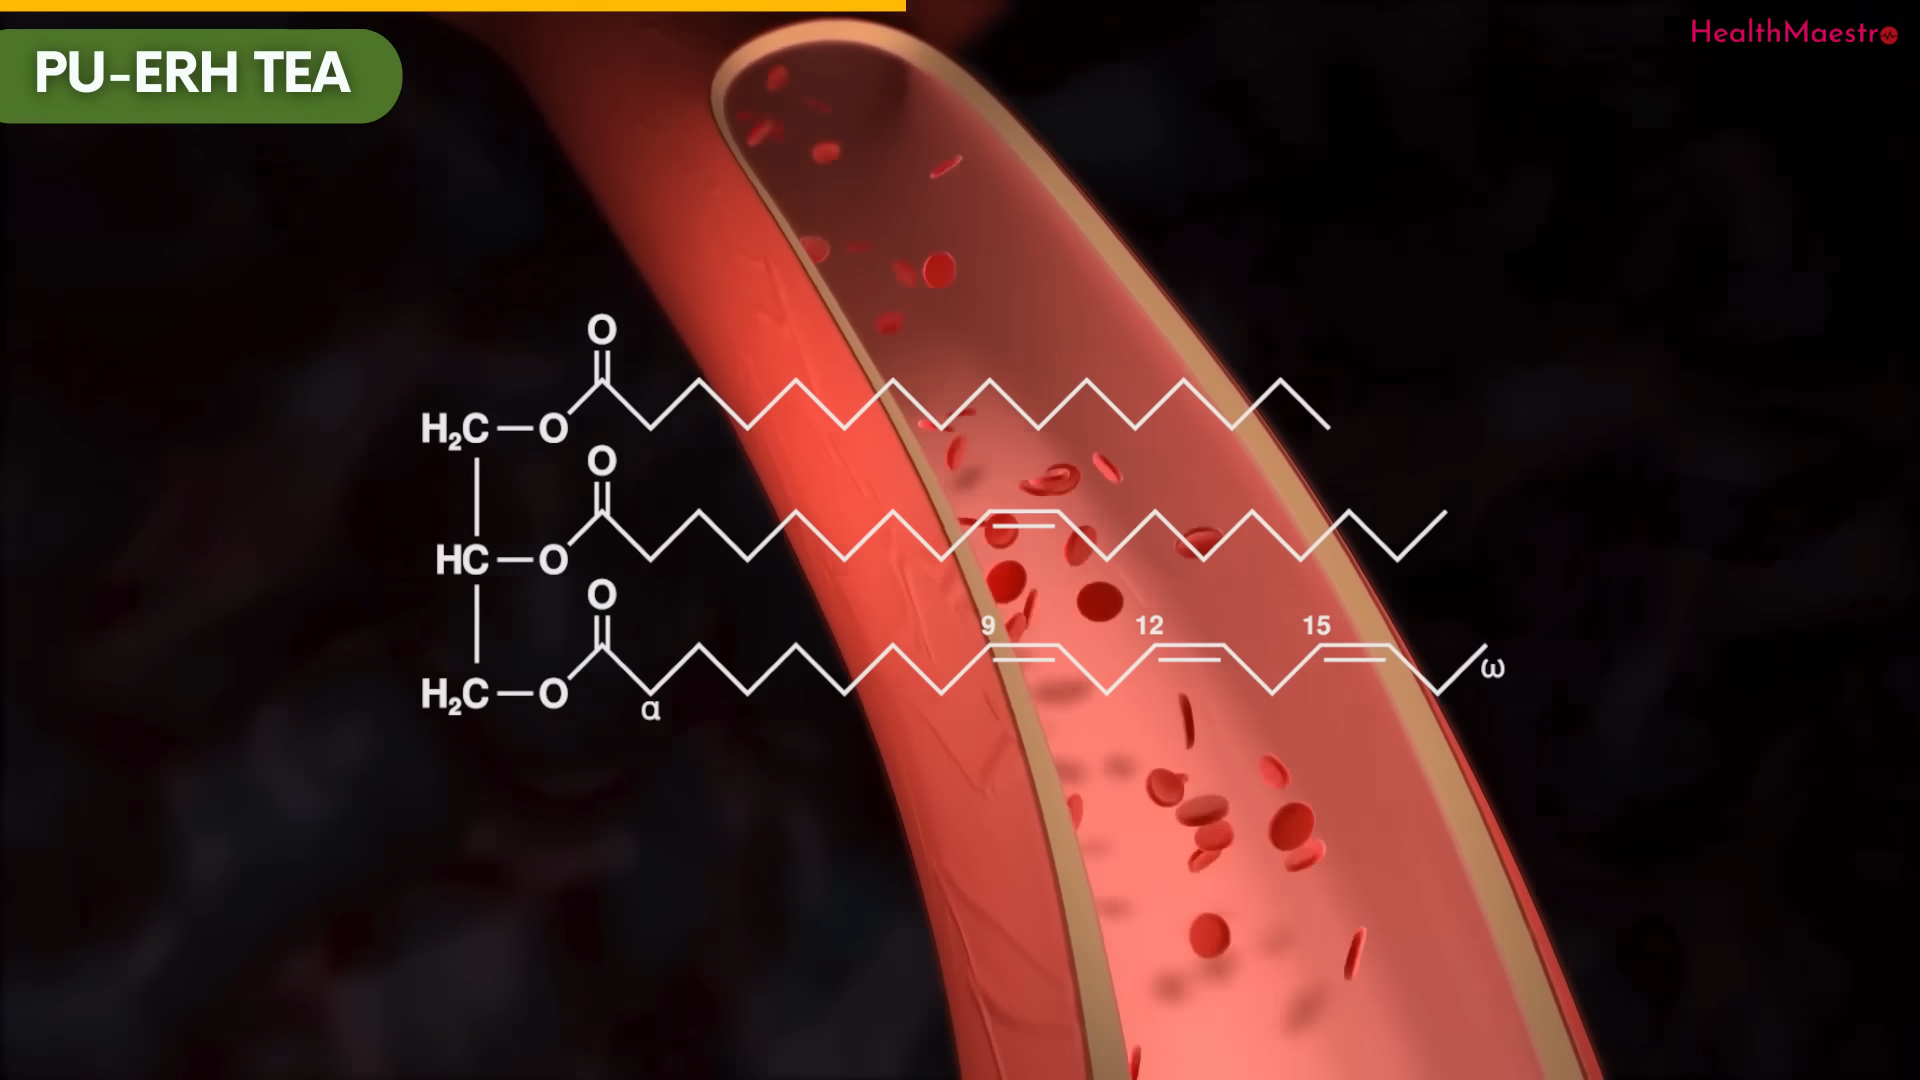 PU-ERH TEA
HealthMaestro
O
H₂C—O
O
HC—O
O
9 12 15
H₂C—O
α
ω